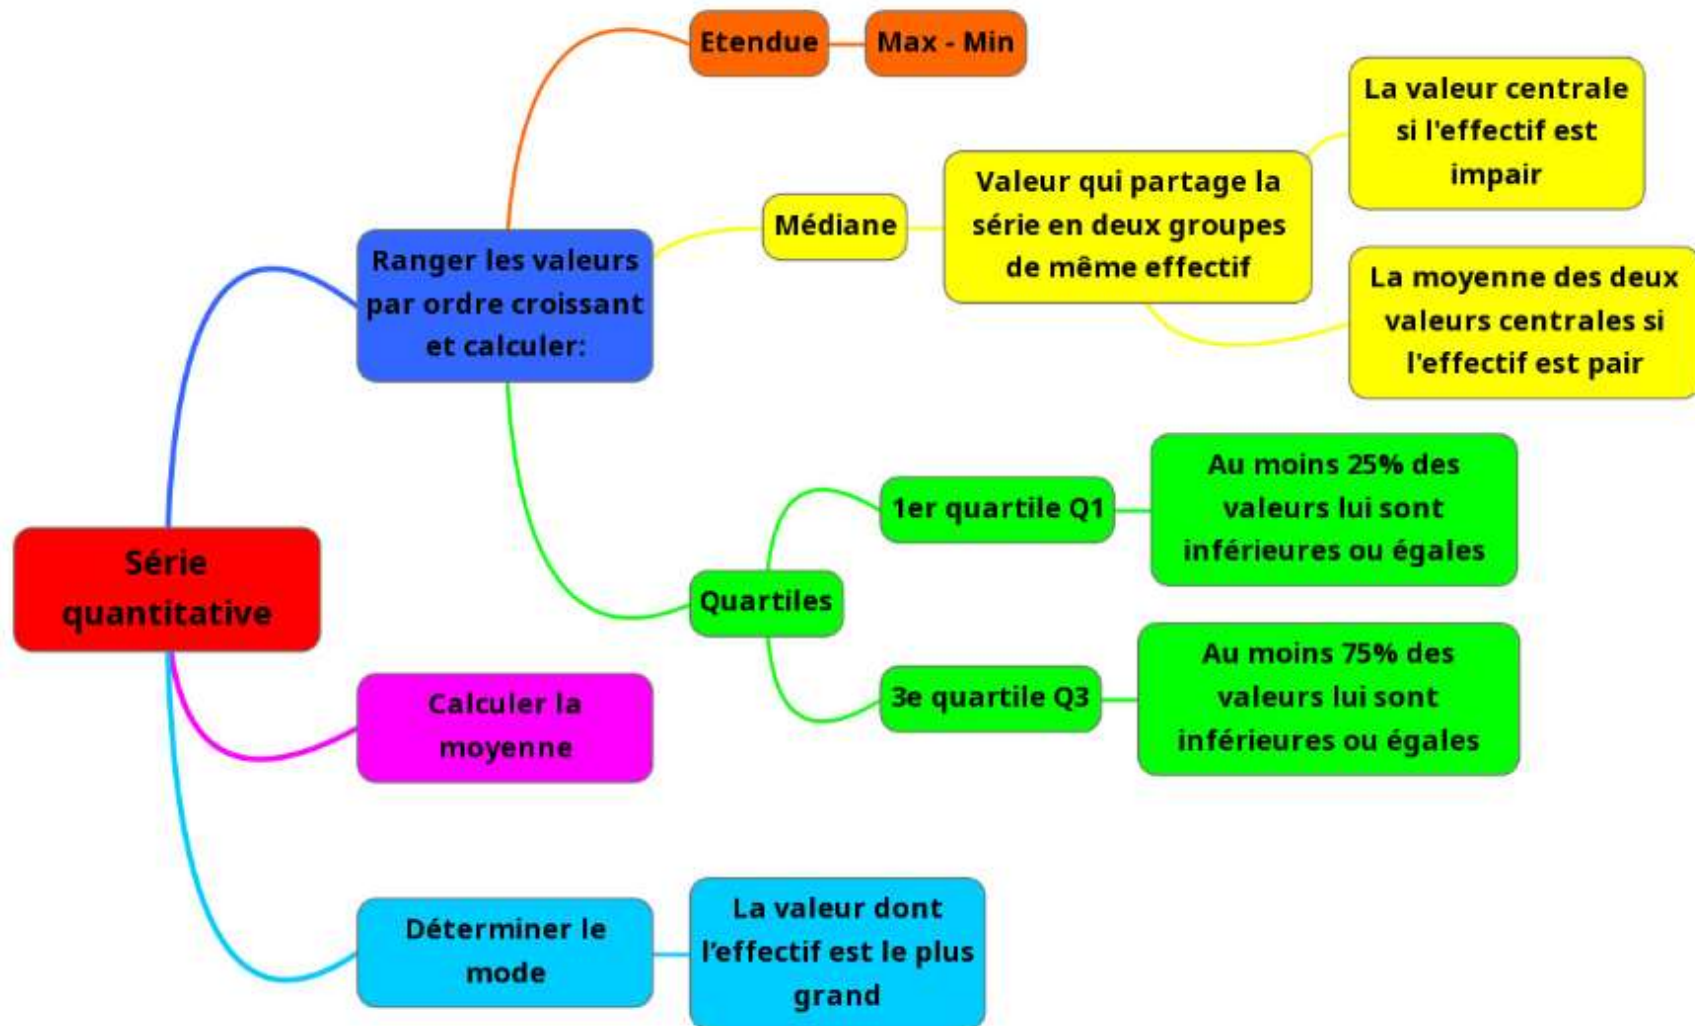 Etendue
Max - Min
La valeur centrale
si l'effectif est
impair
Valeur qui partage la
série en deux groupes
de même effectif
Médiane
Ranger les valeurs
par ordre croissant
et calculer:
La moyenne des deux
valeurs centrales si
l'effectif est pair
Au moins 25% des
valeurs lui sont
inférieures ou égales
1er quartile Q1
Série
quantitative
Quartiles
Au moins 75% des
valeurs lui sont
inférieures ou égales
3e quartile Q3
Calculer la
moyenne
Déterminer le
mode
La valeur dont
l’effectif est le plus
grand